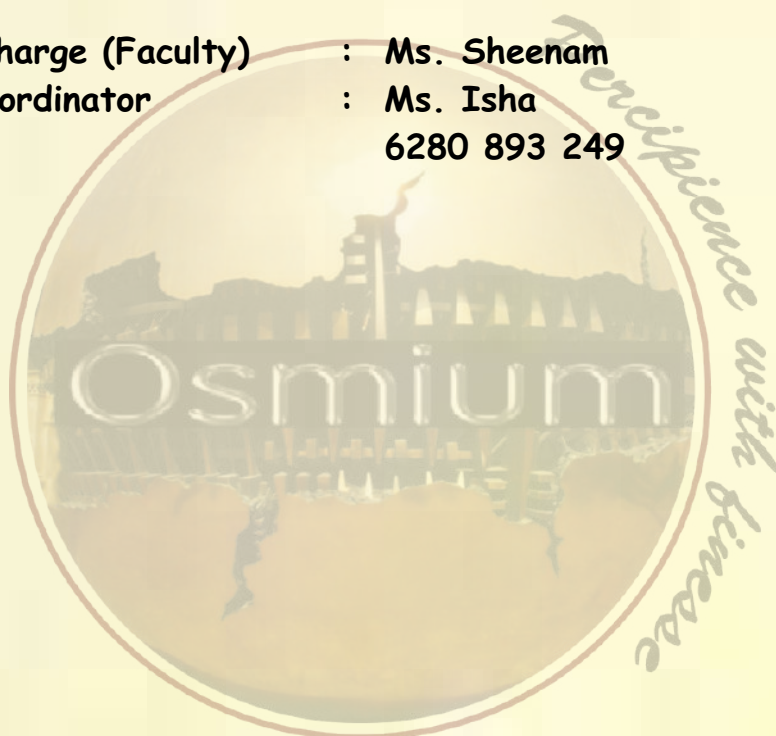 harge (Faculty) : Ms. Sheenam
ordinator : Ms. Isha
6280 893 249
Osmium
Percipience with finesse